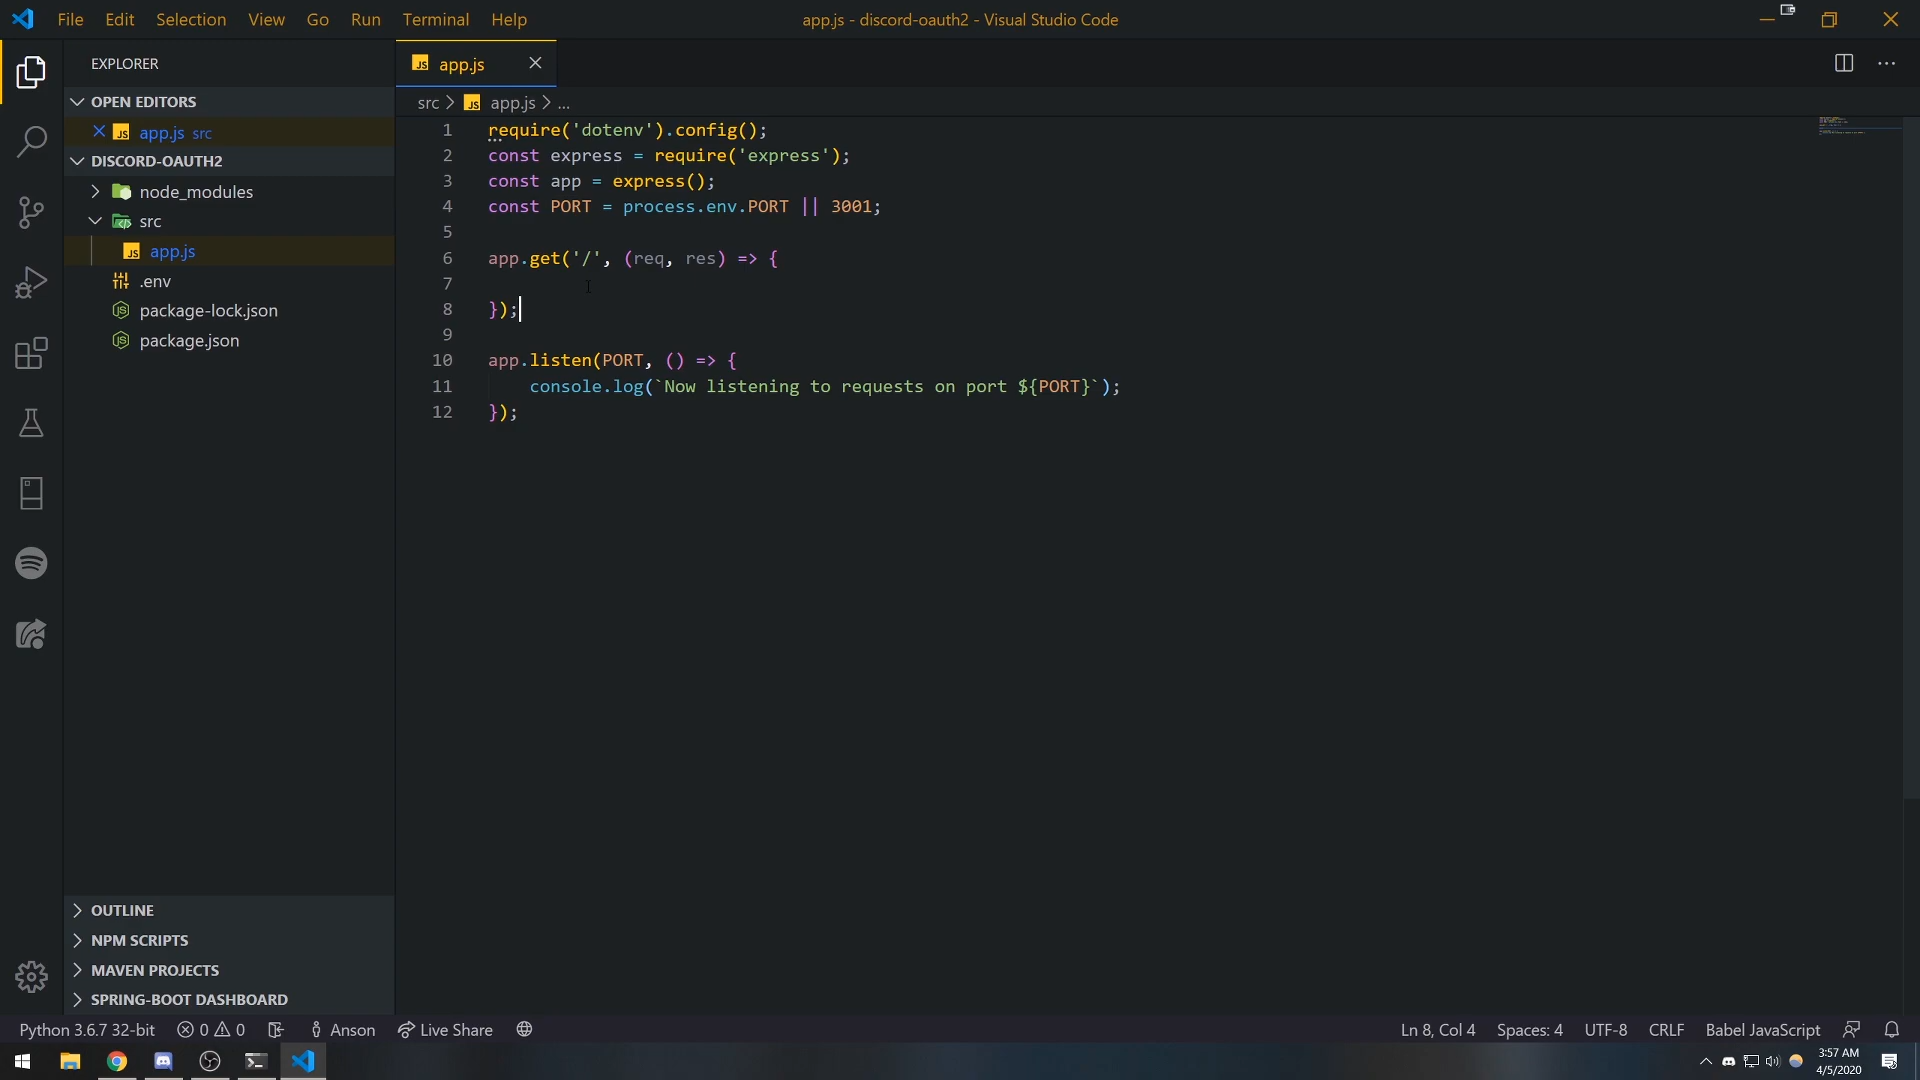 File Edit Selection View Go Run Terminal Help
app.js - discord-oauth2 - Visual Studio Code
EXPLORER
OPEN EDITORS
JS app.js src
DISCORD-OAUTH2
node_modules
src
JS app.js
.env
package-lock.json
package.json
OUTLINE
NPM SCRIPTS
MAVEN PROJECTS
SPRING-BOOT DASHBOARD
JS app.js
src > JS app.js > ...
1 require('dotenv').config();
2 const express = require('express');
3 const app = express();
4 const PORT = process.env.PORT || 3001;
5
6 app.get('/', (req, res) => {
7
8 });
9
10 app.listen(PORT, () => {
11 console.log(`Now listening to requests on port ${PORT}`);
12 });
Python 3.6.7 32-bit 0 0 Anson Live Share
Ln 8, Col 4 Spaces: 4 UTF-8 CRLF Babel JavaScript
3:57 AM
4/5/2020